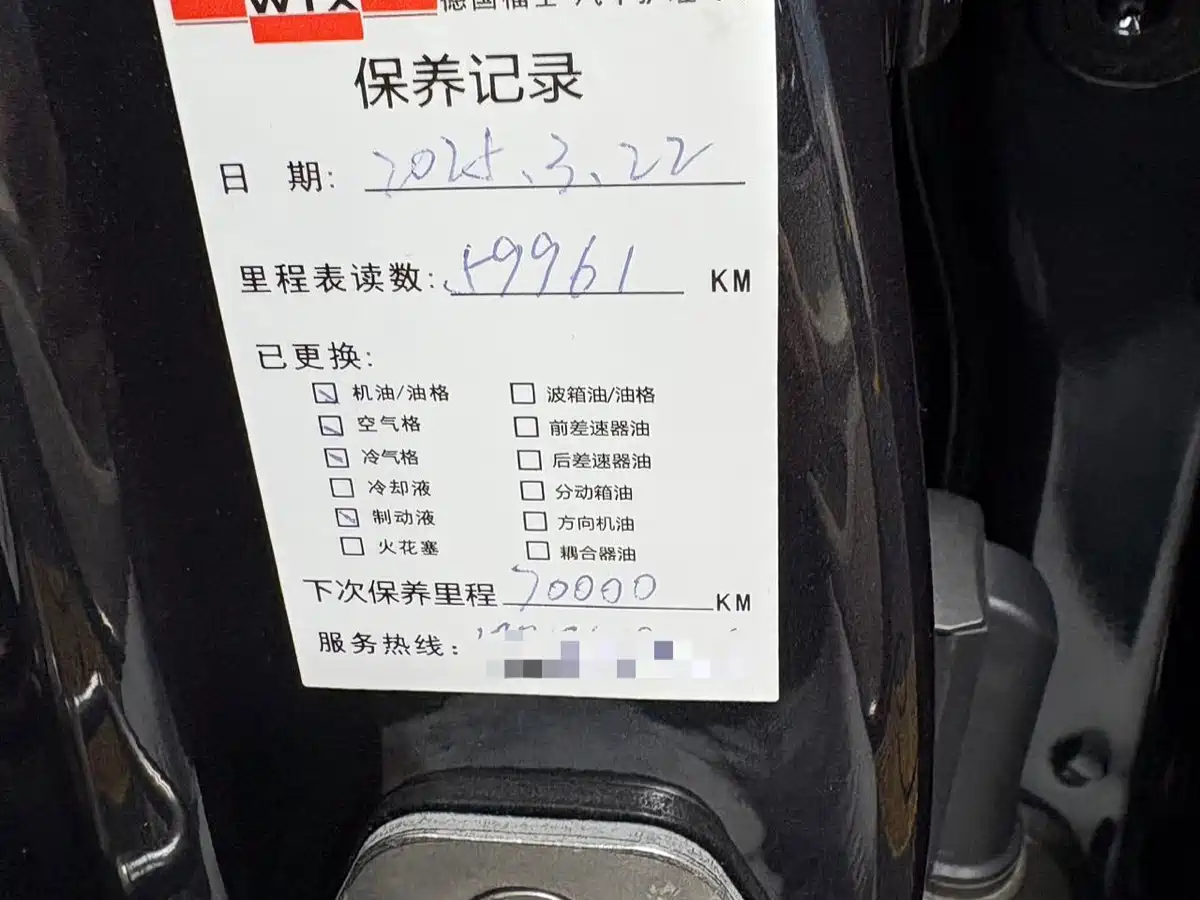 保养记录
日 期: 2025.3.22
里程表读数: 59961 KM
已更换:
机油/油格 波箱油/油格
空气格 前差速器油
冷气格 后差速器油
冷却液 分动箱油
制动液 方向机油
火花塞 耦合器油
下次保养里程 70000 KM
服务热线: